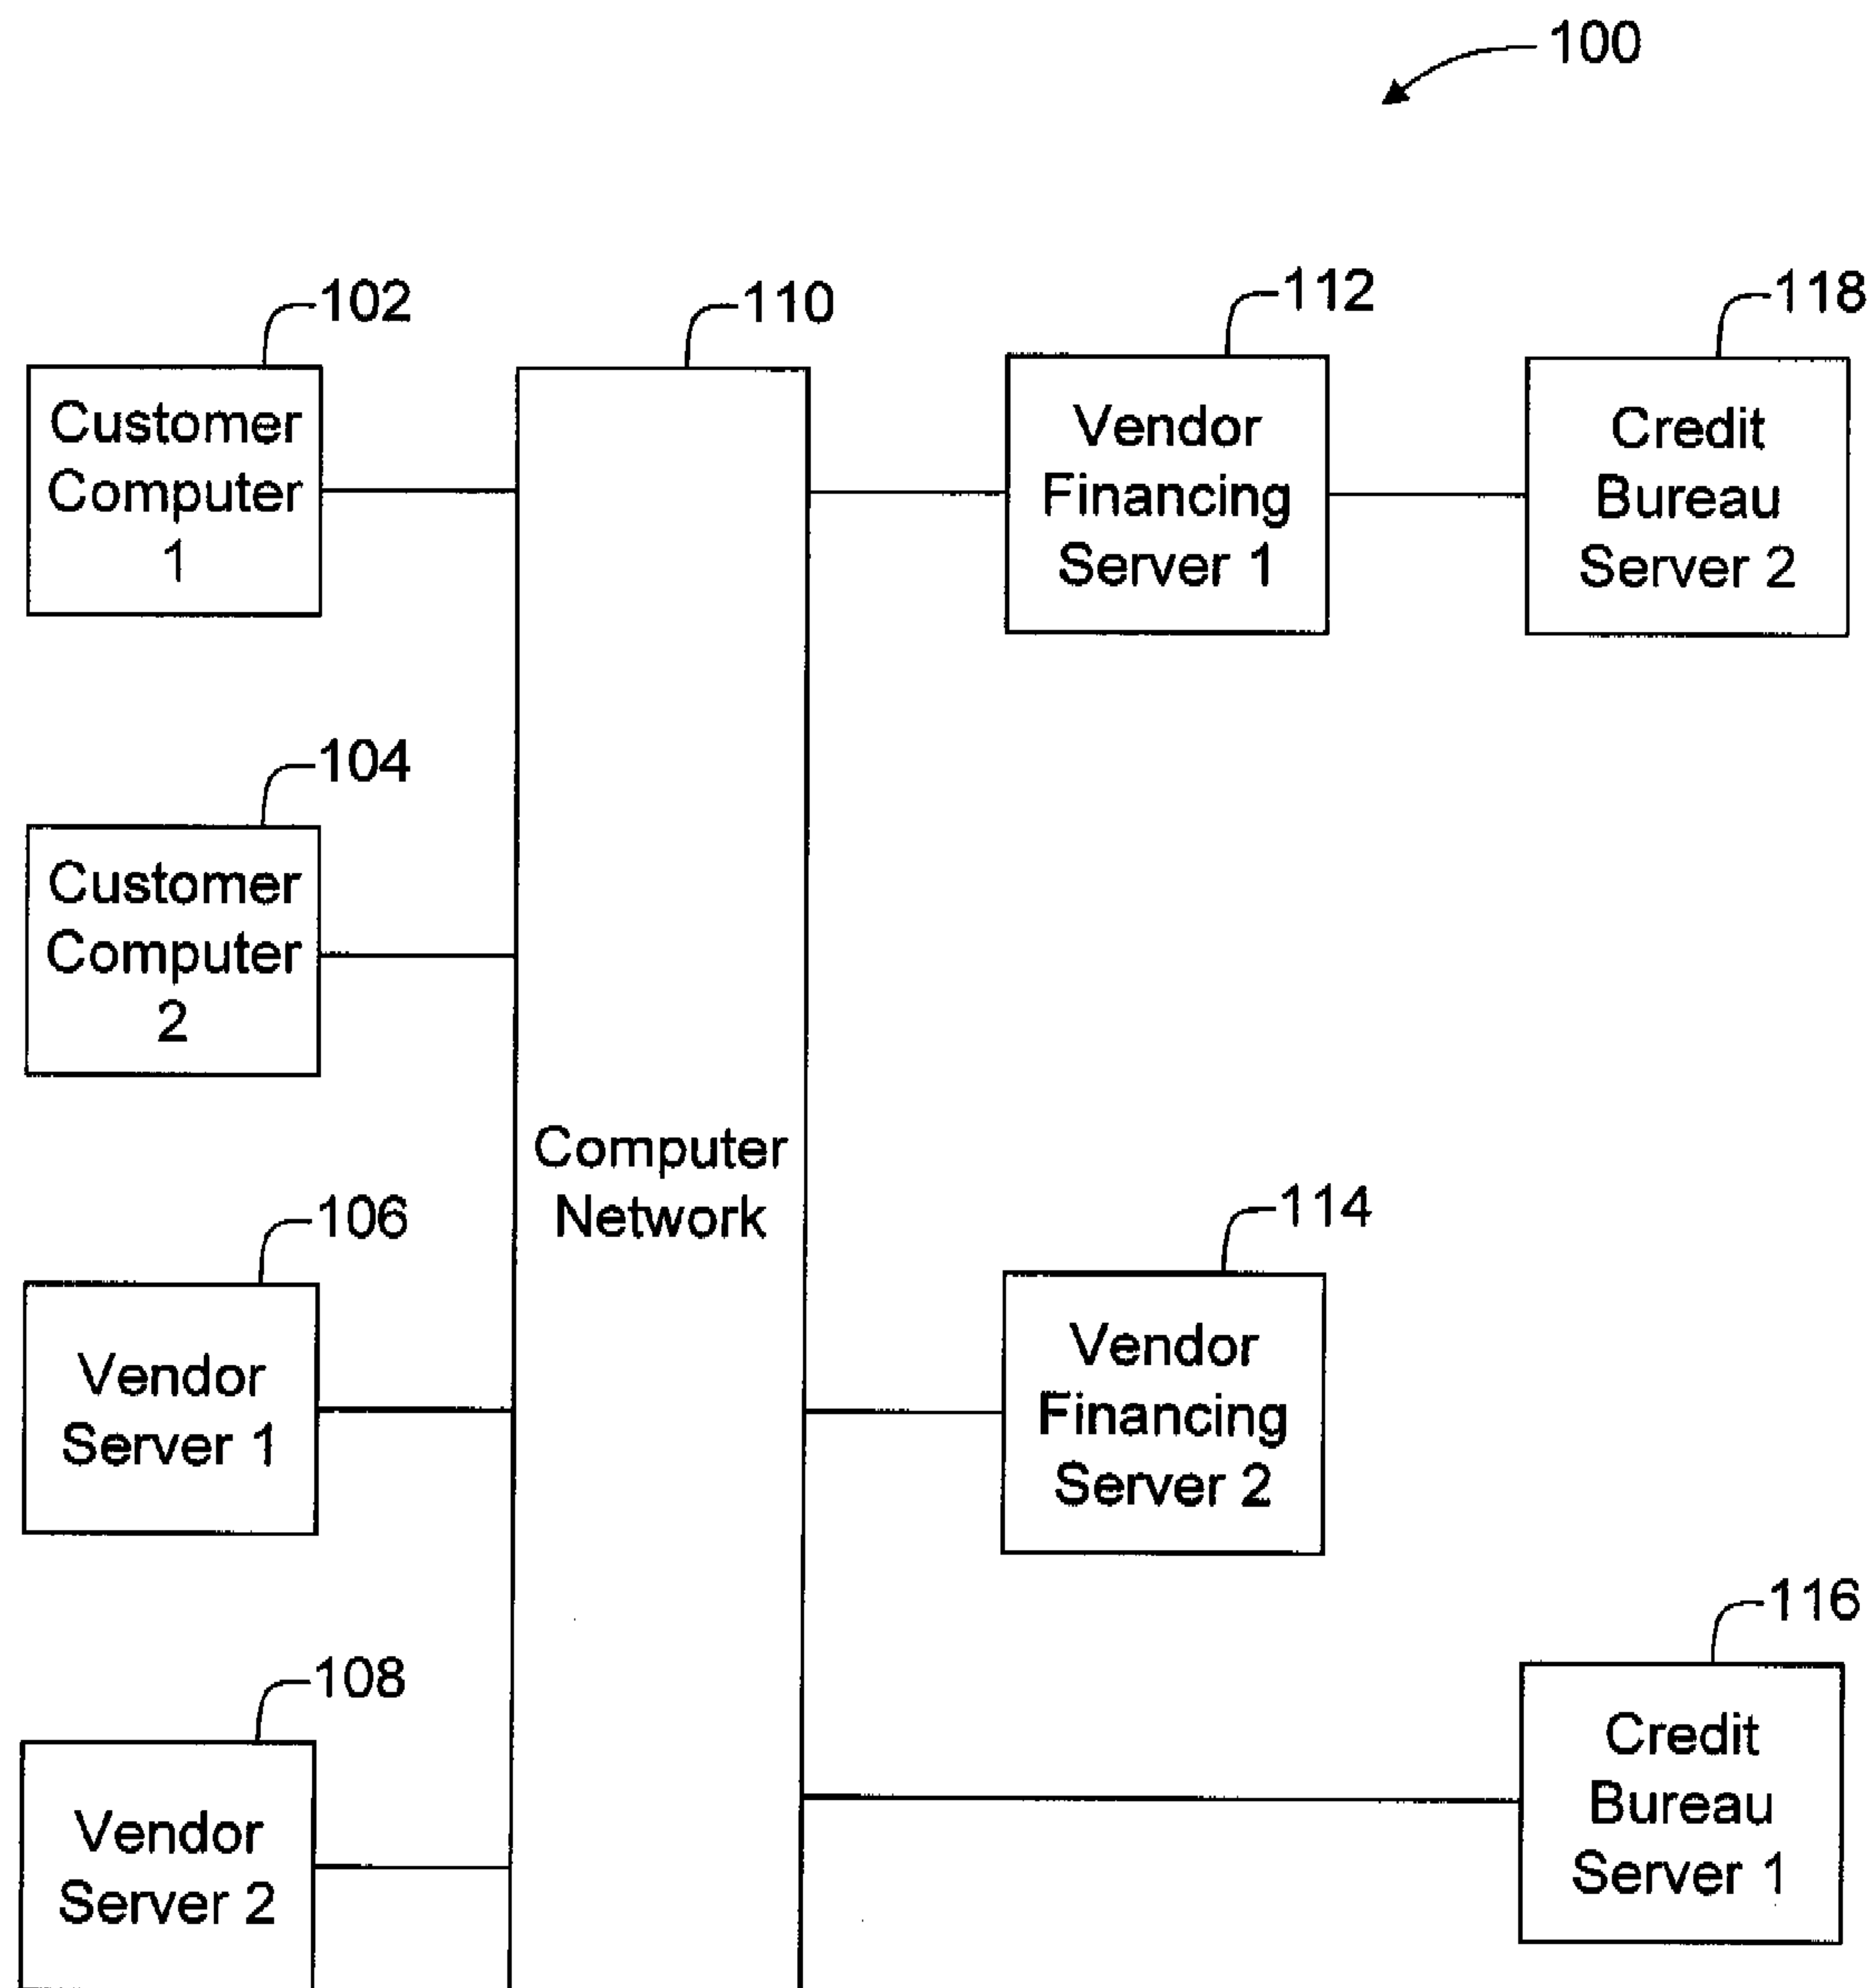 100
102
110
112
118
Customer
Computer
1
Vendor
Financing
Server 1
Credit
Bureau
Server 2
104
Customer
Computer
2
Computer
Network
106
114
Vendor
Server 1
Vendor
Financing
Server 2
116
108
Credit
Bureau
Server 1
Vendor
Server 2